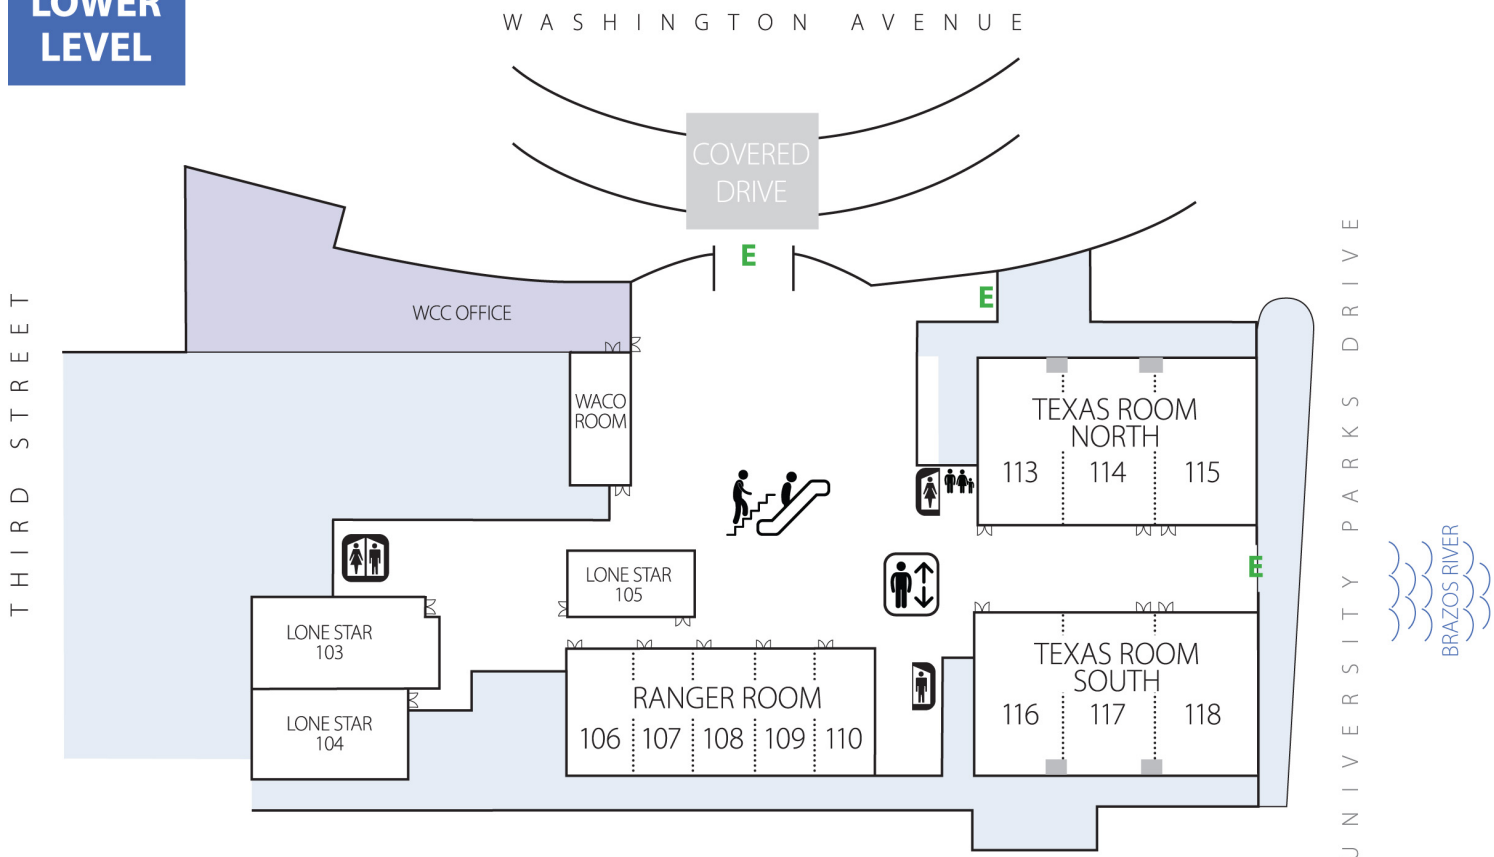 LOWER
LEVEL
WASHINGTON AVENUE
COVERED
DRIVE
E
E
WCC OFFICE
WACO
ROOM
THIRD STREET
TEXAS ROOM
NORTH
113 114 115
LONE STAR
105
E
UNIVERSITY PARKS DRIVE
BRAZOS RIVER
LONE STAR
103
LONE STAR
104
RANGER ROOM
106 107 108 109 110
TEXAS ROOM
SOUTH
116 117 118